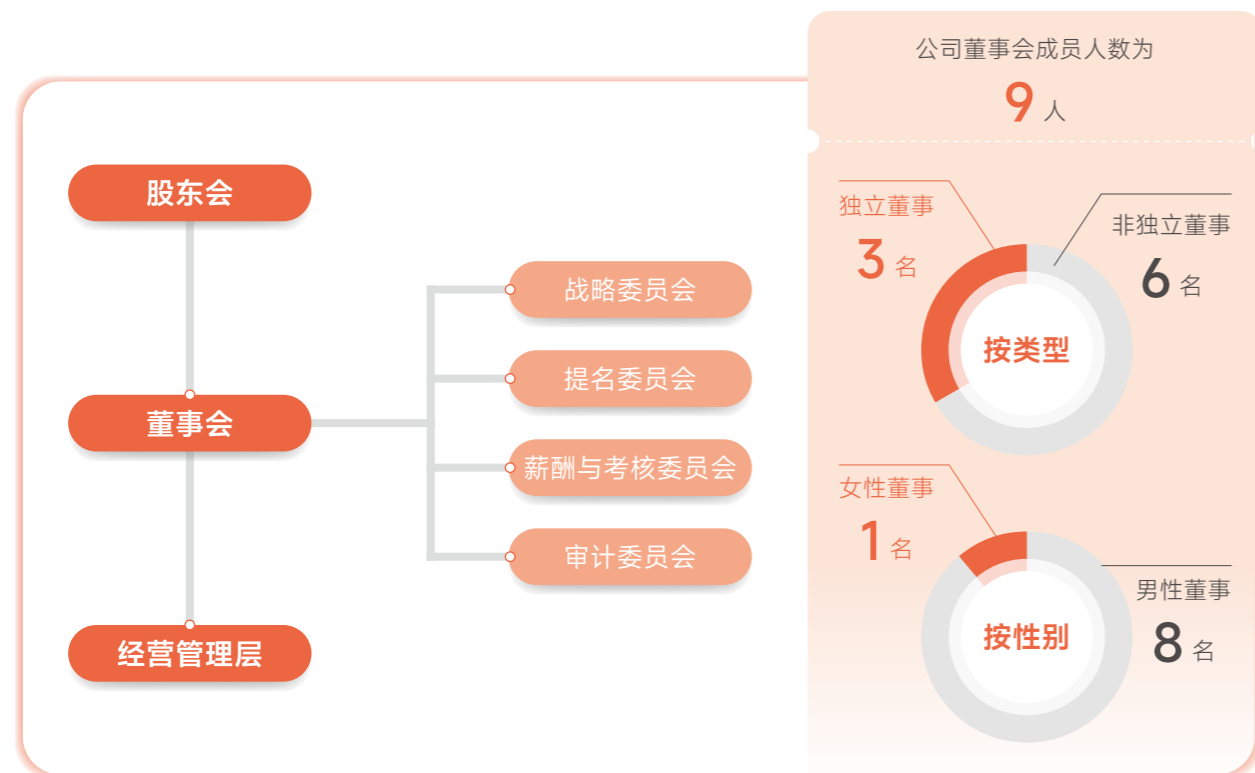 股东会
董事会
经营管理层
战略委员会
提名委员会
薪酬与考核委员会
审计委员会
公司董事会成员人数为
9 人
独立董事
3 名
非独立董事
6 名
按类型
女性董事
1 名
男性董事
8 名
按性别